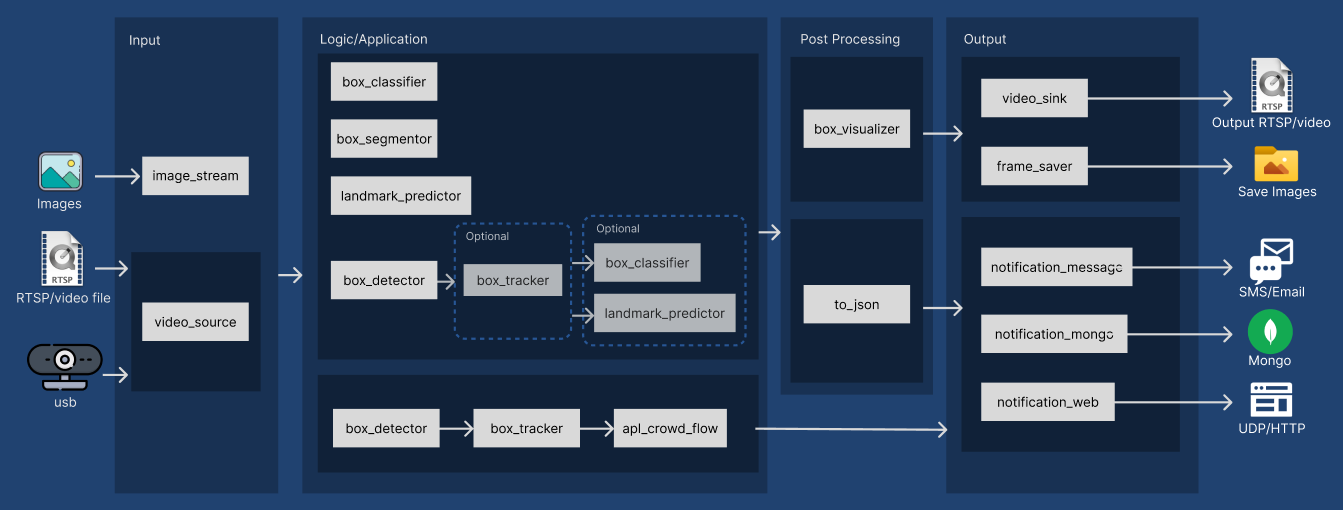 Input
Images
image_stream
RTSP
RTSP/video file
video_source
usb
Logic/Application
box_classifier
box_segmentor
landmark_predictor
box_detector
Optional
box_tracker
Optional
box_classifier
landmark_predictor
box_detector
box_tracker
apl_crowd_flow
Post Processing
box_visualizer
to_json
Output
video_sink
frame_saver
notification_message
notification_mongo
notification_web
RTSP
Output RTSP/video
Save Images
SMS/Email
Mongo
UDP/HTTP